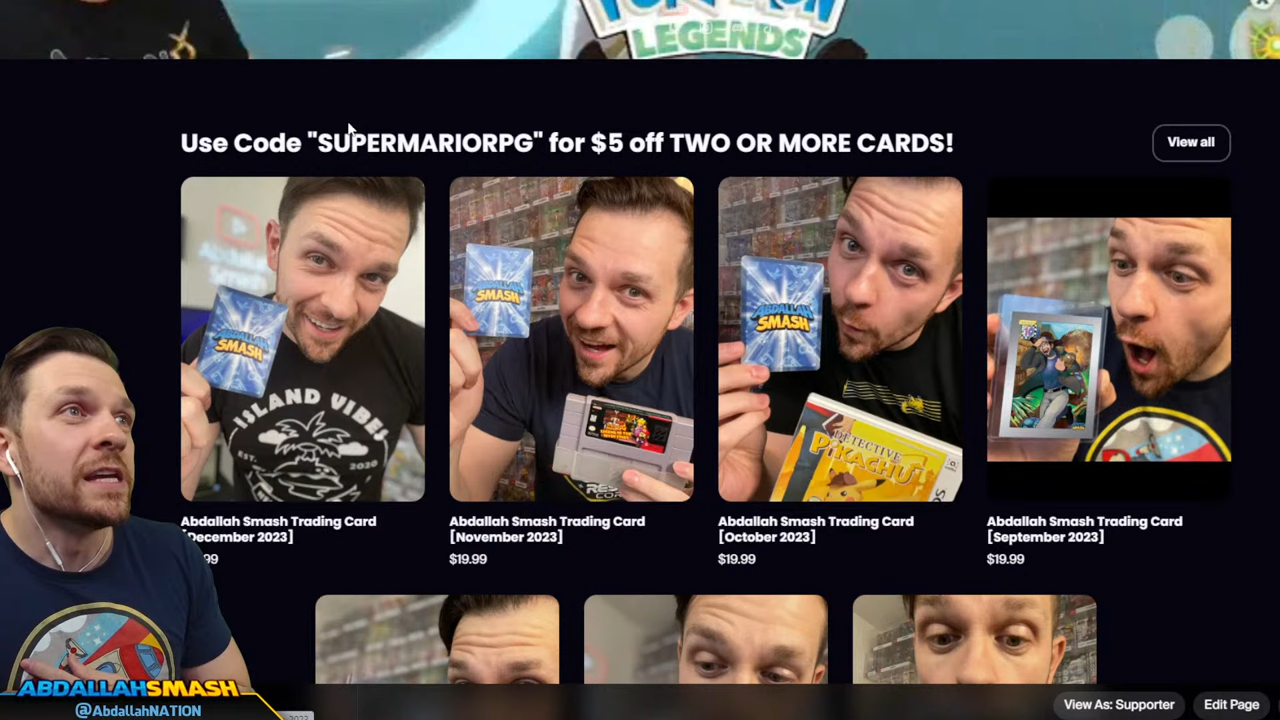 LEGENDS
Use Code "SUPERMARIORPG" for $5 off TWO OR MORE CARDS!
View all
ABDALLAH
SMASH
ISLAND VIBES
EST.
2020
ABDALLAH
SMASH
ABDALLAH
SMASH
DETECTIVE
PIKACHU
Abdallah Smash Trading Card
[December 2023]
Abdallah Smash Trading Card
[November 2023]
$19.99
Abdallah Smash Trading Card
[October 2023]
$19.99
Abdallah Smash Trading Card
[September 2023]
$19.99
ABDALLAHSMASH
@AbdallahNATION
View As: Supporter
Edit Page